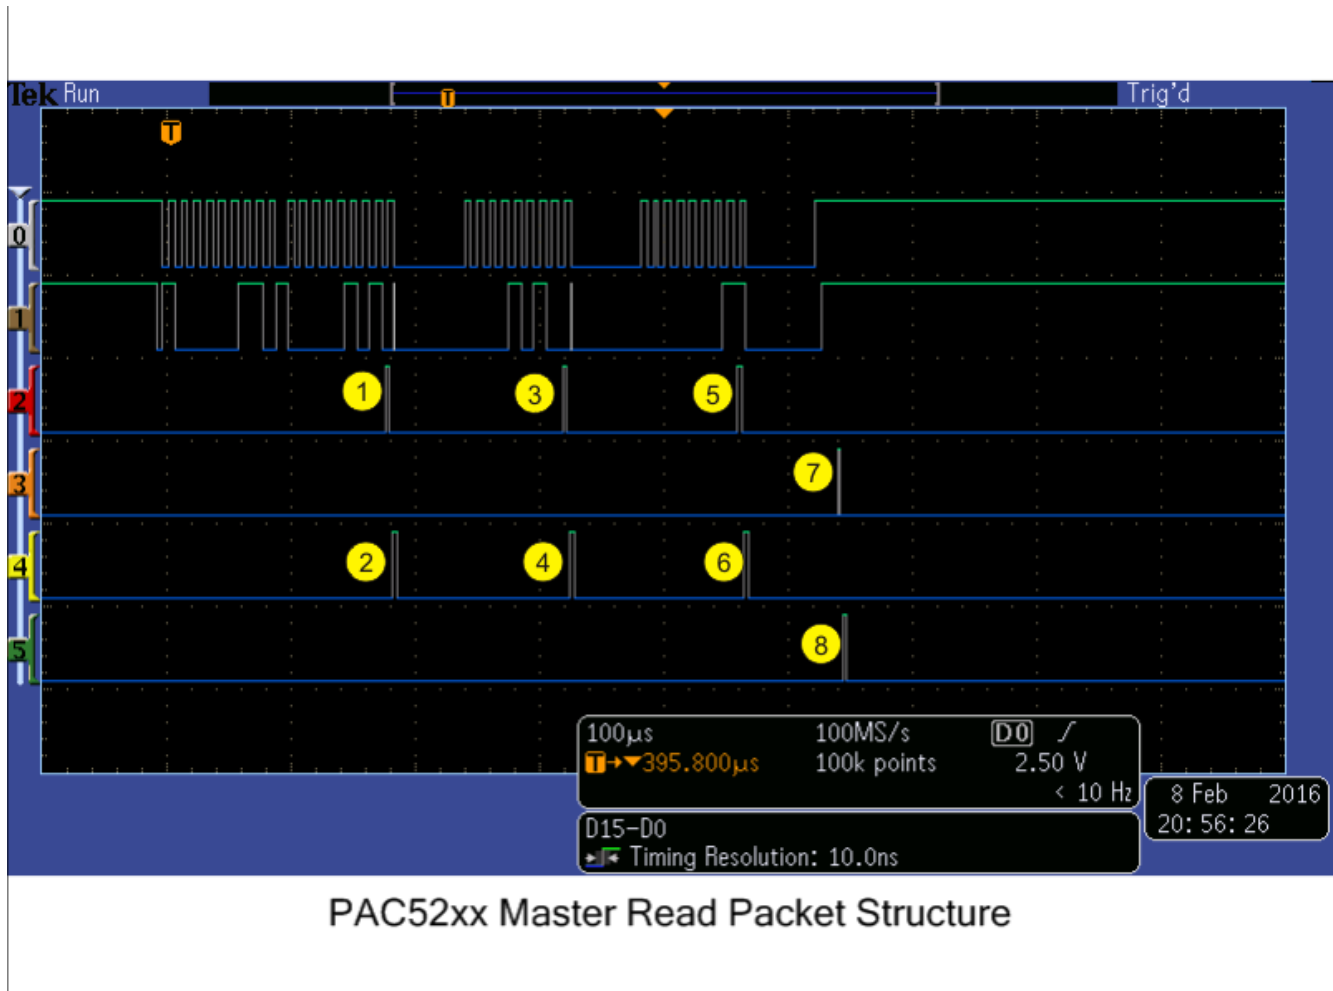 Tek Run Trig'd
T
T
0
1
2 1 3 5
3 7
4 2 4 6
5 8
100µs 100MS/s D0
T→▼395.800µs 100k points 2.50 V
< 10 Hz
D15-D0
Timing Resolution: 10.0ns
8 Feb 2016
20:56:26
PAC52xx Master Read Packet Structure